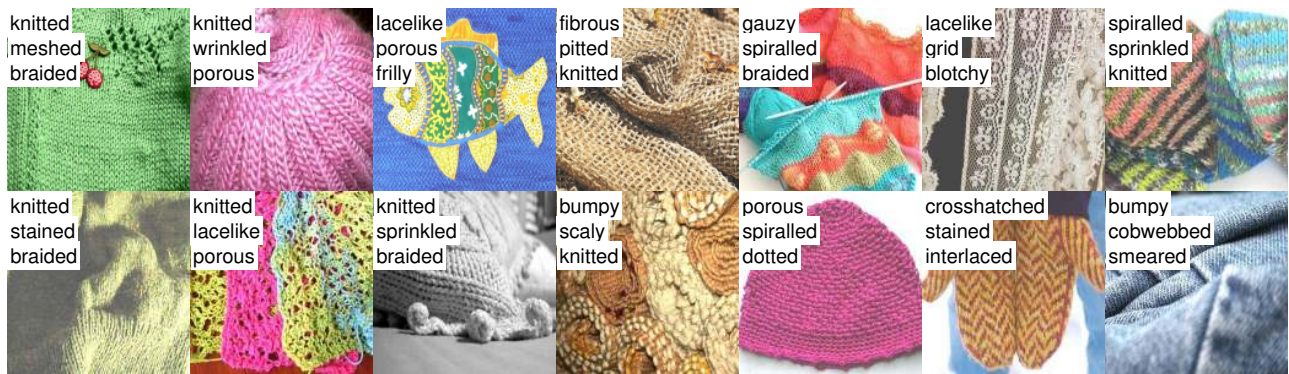 knitted
meshed
braided
knitted
wrinkled
porous
lacelike
porous
frilly
fibrous
pitted
knitted
gauzy
spiralled
braided
lacelike
grid
blotchy
spiralled
sprinkled
knitted
knitted
stained
braided
knitted
lacelike
porous
knitted
sprinkled
braided
bumpy
scaly
knitted
porous
spiralled
dotted
crosshatched
stained
interlaced
bumpy
cobwebbed
smeared